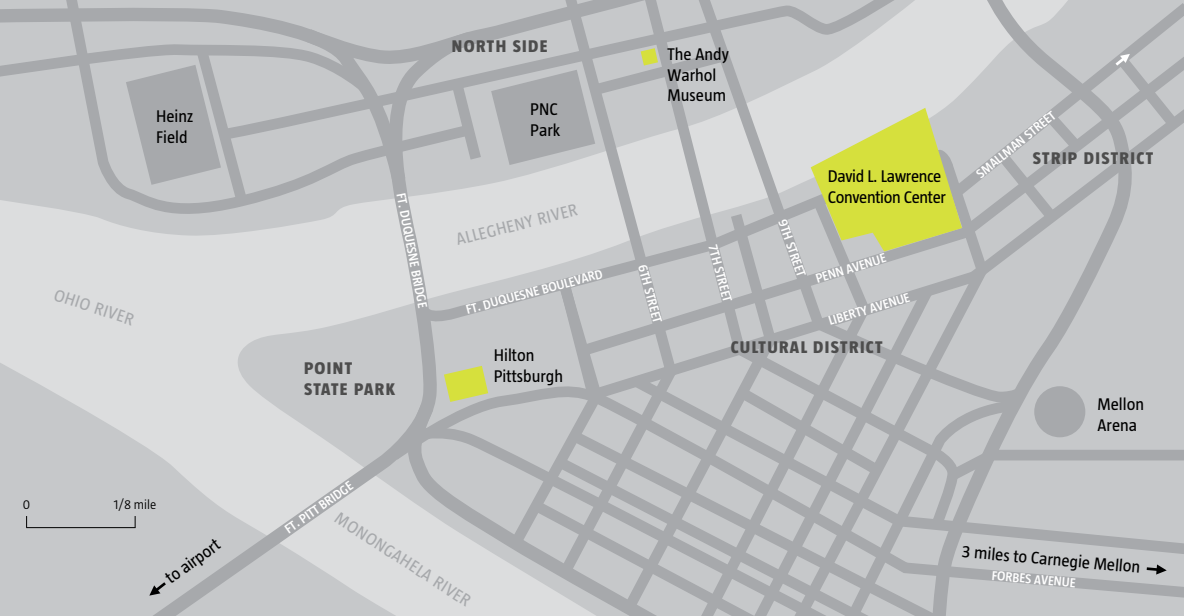 NORTH SIDE
The Andy
Warhol
Museum
Heinz
Field
PNC
Park
SMALLMAN STREET
STRIP DISTRICT
David L. Lawrence
Convention Center
FT. DUQUESNE BRIDGE
ALLEGHENY RIVER
9TH STREET
7TH STREET
6TH STREET
PENN AVENUE
FT. DUQUESNE BOULEVARD
LIBERTY AVENUE
OHIO RIVER
CULTURAL DISTRICT
POINT
STATE PARK
Hilton
Pittsburgh
Mellon
Arena
0 1/8 mile
FT. PITT BRIDGE
MONONGAHELA RIVER
to airport
3 miles to Carnegie Mellon
FORBES AVENUE